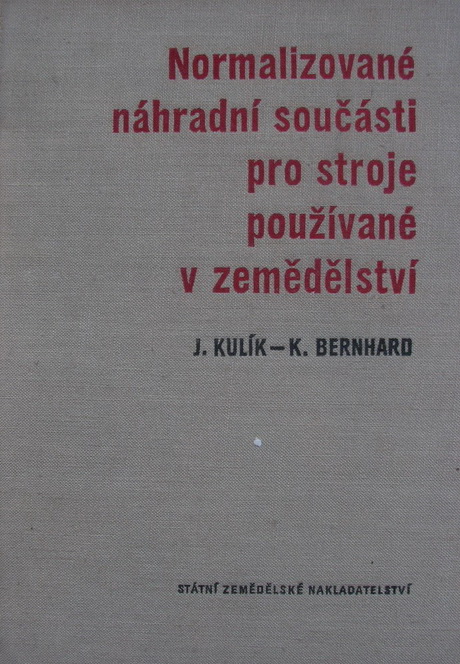 Normalizované
náhradní součásti
pro stroje
používané
v zemědělství
J. KULÍK – K. BERNHARD
STÁTNÍ ZEMĚDĚLSKÉ NAKLADATELSTVÍ